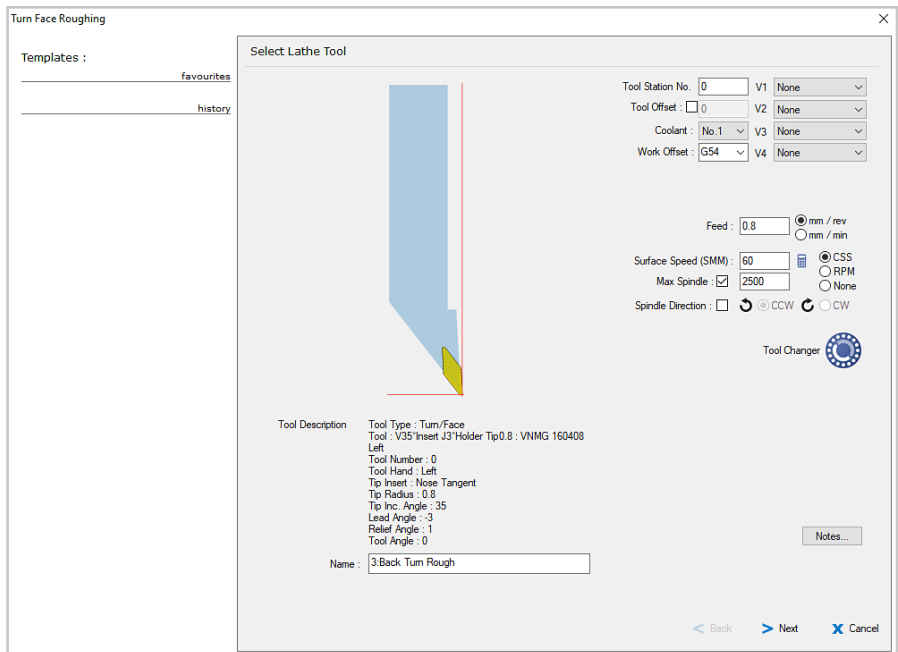 Turn Face Roughing
Templates :
favourites
history
Select Lathe Tool
Tool Station No. 0 V1 None
Tool Offset : 0 V2 None
Coolant : No.1 V3 None
Work Offset : G54 V4 None
Feed : 0.8 mm / rev
mm / min
Surface Speed (SMM) : 60 CSS
RPM
Max Spindle : 2500
None
Spindle Direction : CCW CW
Tool Changer
Tool Description
Tool Type : Turn/Face
Tool : V35°Insert J3°Holder Tip0.8 : VNMG 160408
Left
Tool Number : 0
Tool Hand : Left
Tip Insert : Nose Tangent
Tip Radius : 0.8
Tip Inc. Angle : 35
Lead Angle : -3
Relief Angle : 1
Tool Angle : 0
Notes...
Name : 3:Back Turn Rough
< Back > Next X Cancel